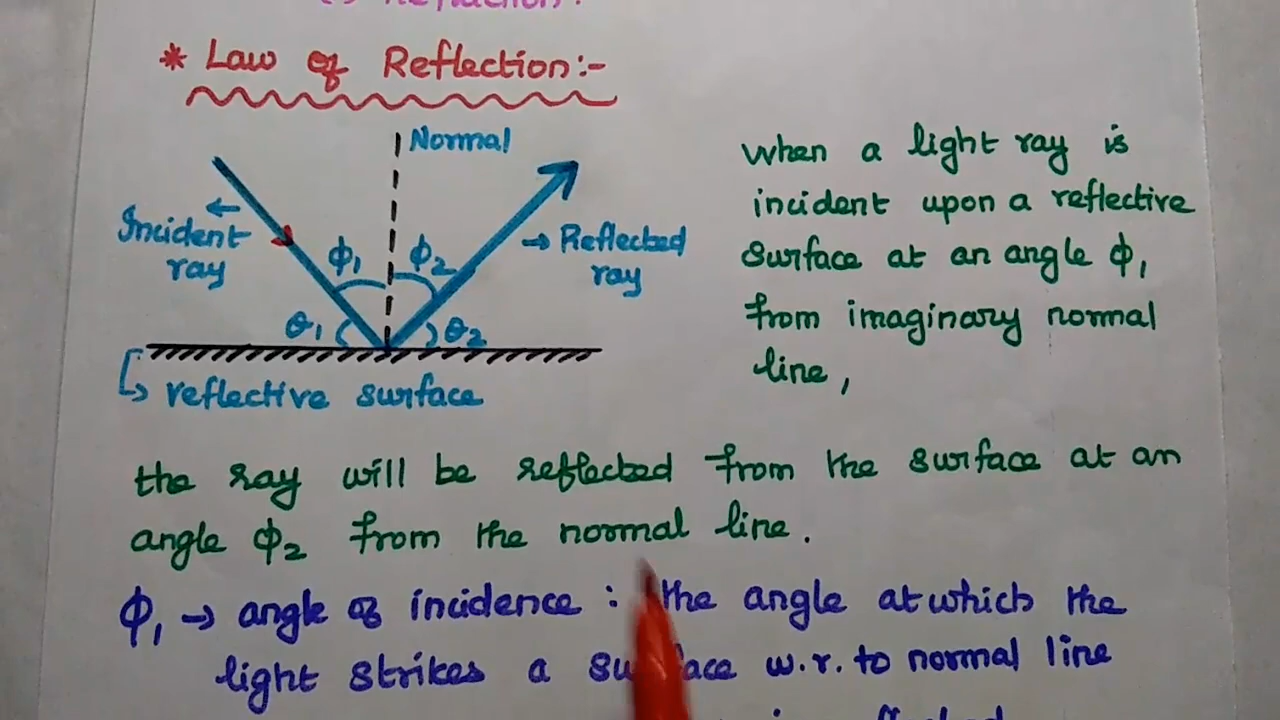 * Law of Reflection:-
Normal
Incident
ray
Reflected
ray
ϕ₁
ϕ₂
θ₁
θ₂
reflective surface
when a light ray is
incident upon a reflective
surface at an angle ϕ₁
from imaginary normal
line,
the ray will be reflected from the surface at an
angle ϕ₂ from the normal line.
ϕ₁ → angle of incidence : the angle at which the
light strikes a surface w.r.to normal line